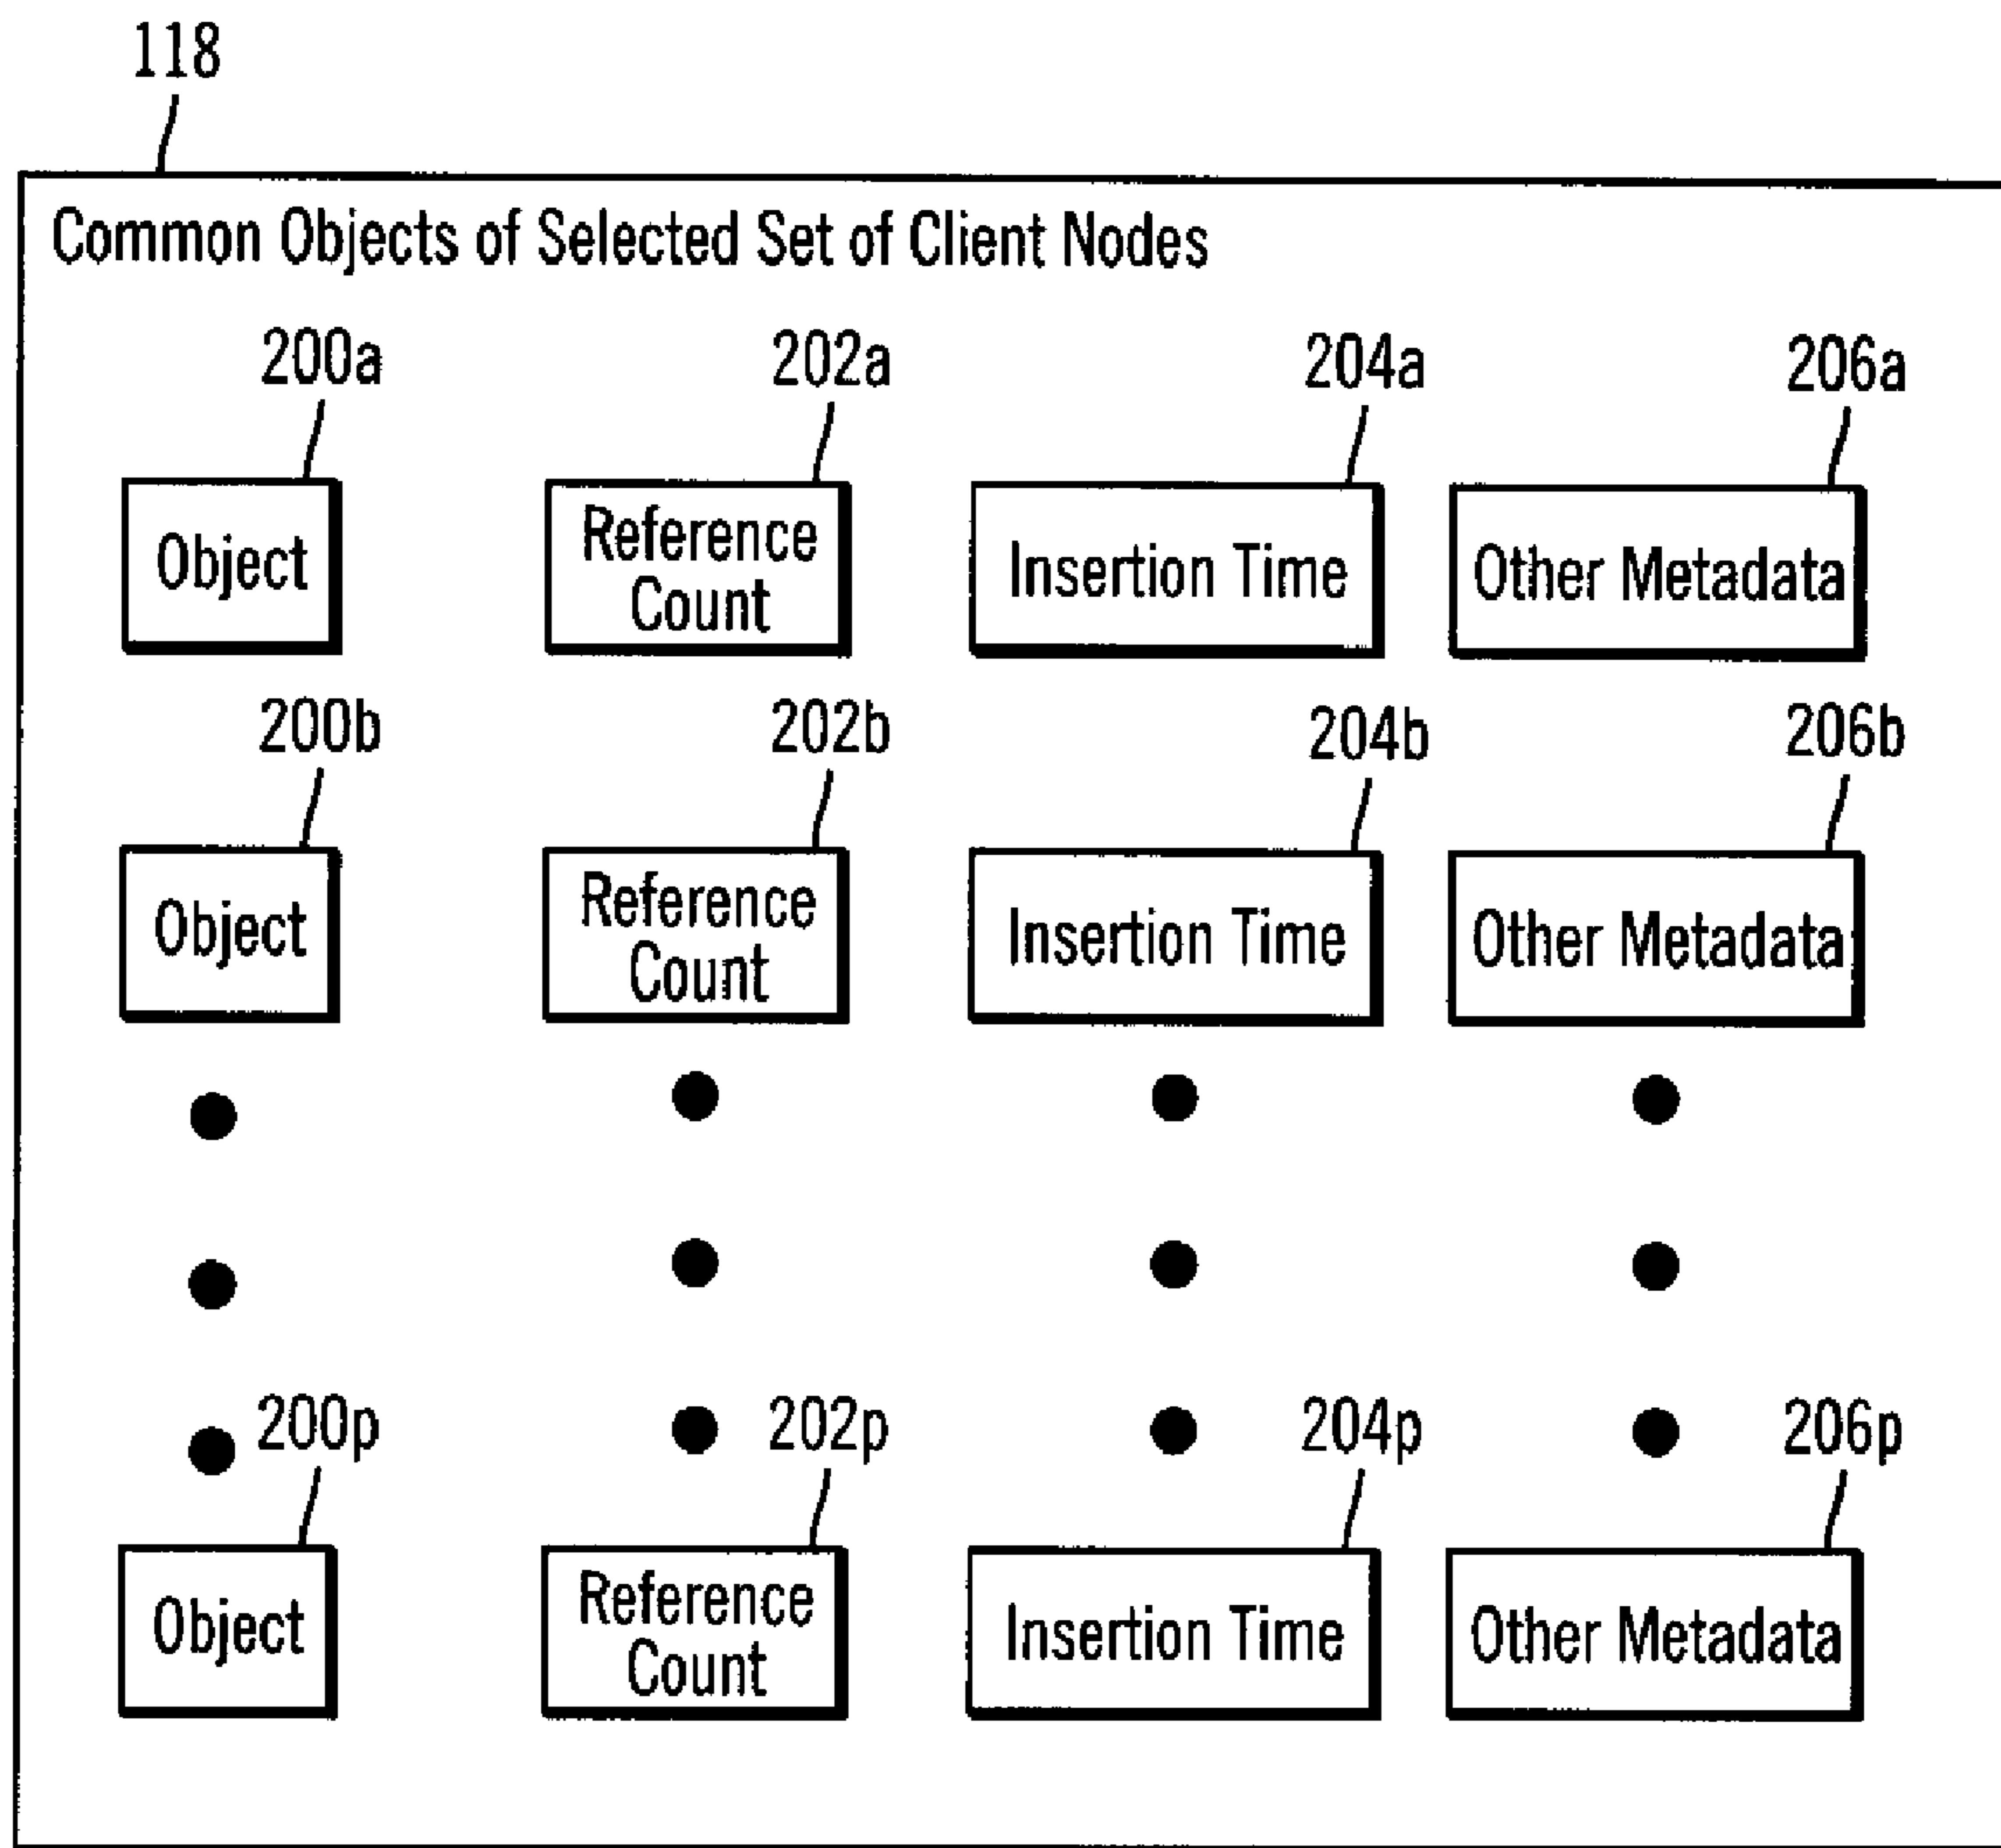 118
Common Objects of Selected Set of Client Nodes
200a 202a 204a 206a
Object
Reference
Count
Insertion Time
Other Metadata
200b 202b 204b 206b
Object
Reference
Count
Insertion Time
Other Metadata
200p 202p 204p 206p
Object
Reference
Count
Insertion Time
Other Metadata